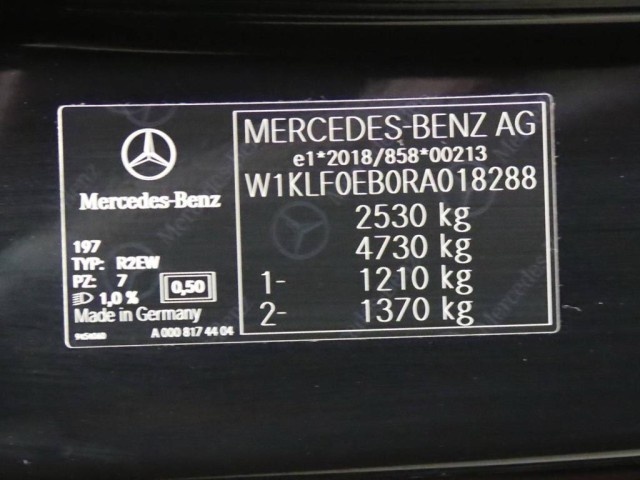 Mercedes-Benz
197
TYP: R2EW
PZ: 7
1,0 %
0,50
Made in Germany
A 000 817 44 04
MERCEDES-BENZ AG
e1*2018/858*00213
W1KLF0EB0RA018288
2530 kg
4730 kg
1- 1210 kg
2- 1370 kg